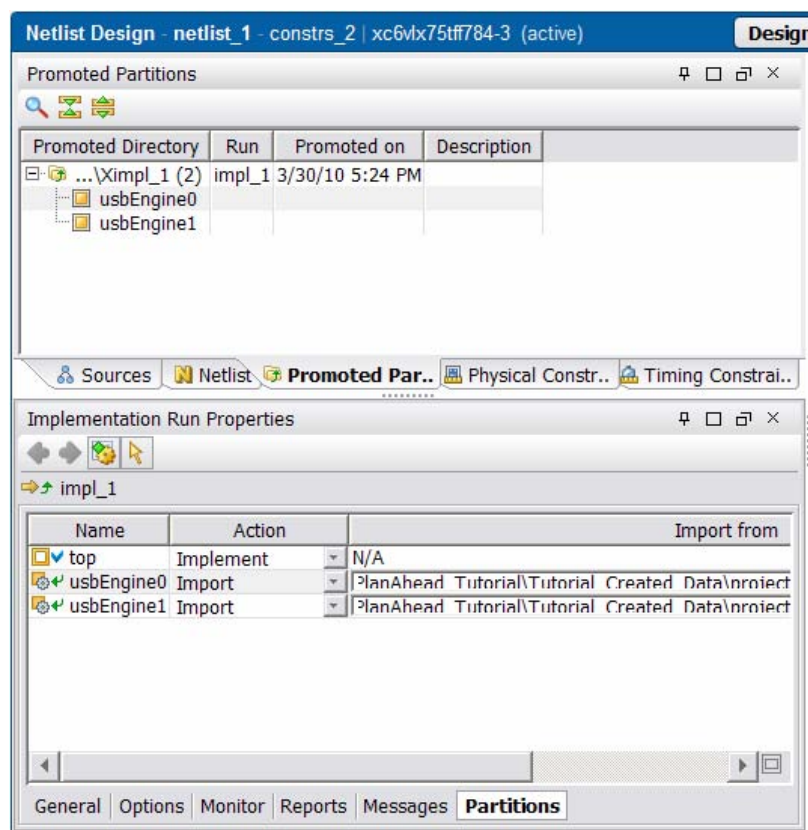 Netlist Design - netlist_1 - constrs_2 | xc6vlx75tff784-3 (active) Design
Promoted Partitions
Promoted Directory Run Promoted on Description
...\Ximpl_1 (2) impl_1 3/30/10 5:24 PM
usbEngine0
usbEngine1
Sources Netlist Promoted Par.. Physical Constr.. Timing Constrai..
Implementation Run Properties
impl_1
Name Action Import from
top Implement N/A
usbEngine0 Import PlanAhead_Tutorial\Tutorial_Created_Data\project
usbEngine1 Import PlanAhead_Tutorial\Tutorial_Created_Data\project
General Options Monitor Reports Messages Partitions